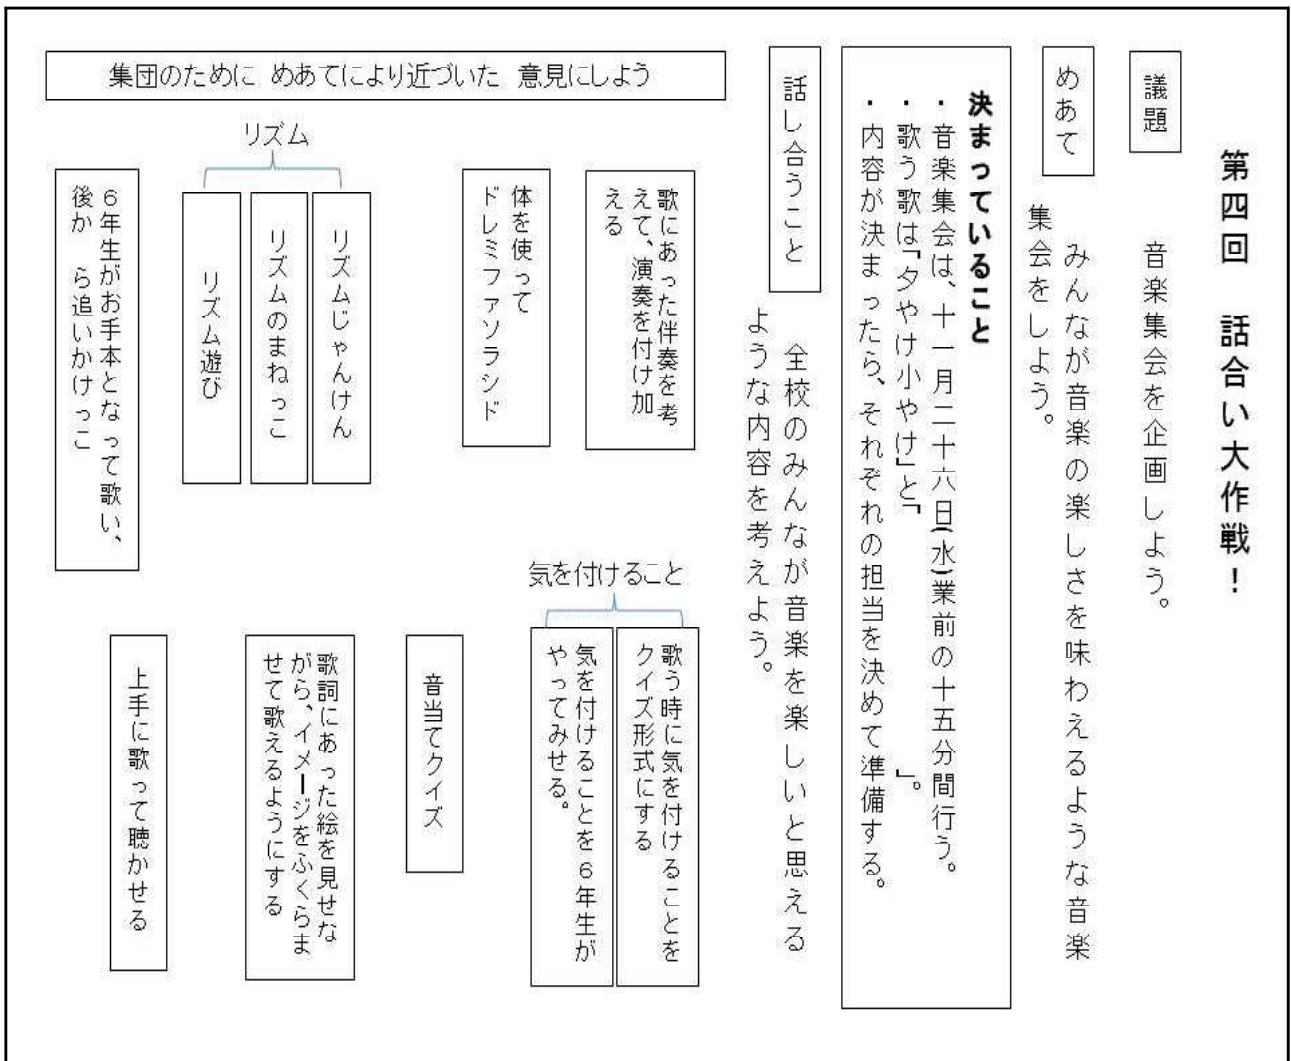 第四回　話合い大作戦！
議題
音楽集会を企画しよう。
めあて
みんなが音楽の楽しさを味わえるような音楽
集会をしよう。
決まっていること
・音楽集会は、十一月二十六日(水)業前の十五分間行う。
・歌う歌は「夕やけ小やけ」と「　　　　　　　」。
・内容が決まったら、それぞれの担当を決めて準備する。
話し合うこと
全校のみんなが音楽を楽しいと思える
ような内容を考えよう。
集団のために　めあてにより近づいた　意見にしよう
歌にあった伴奏を考
えて、演奏を付け加
える
体を使って
ドレミファソラシド
リズム
リズムじゃんけん
リズムのまねっこ
リズム遊び
６年生がお手本となって歌い、
後か　ら追いかけっこ
気を付けること
歌う時に気を付けることを
クイズ形式にする
気を付けることを６年生が
やってみせる。
音当てクイズ
歌詞にあった絵を見せな
がら、イメージをふくらま
せて歌えるようにする
上手に歌って聴かせる